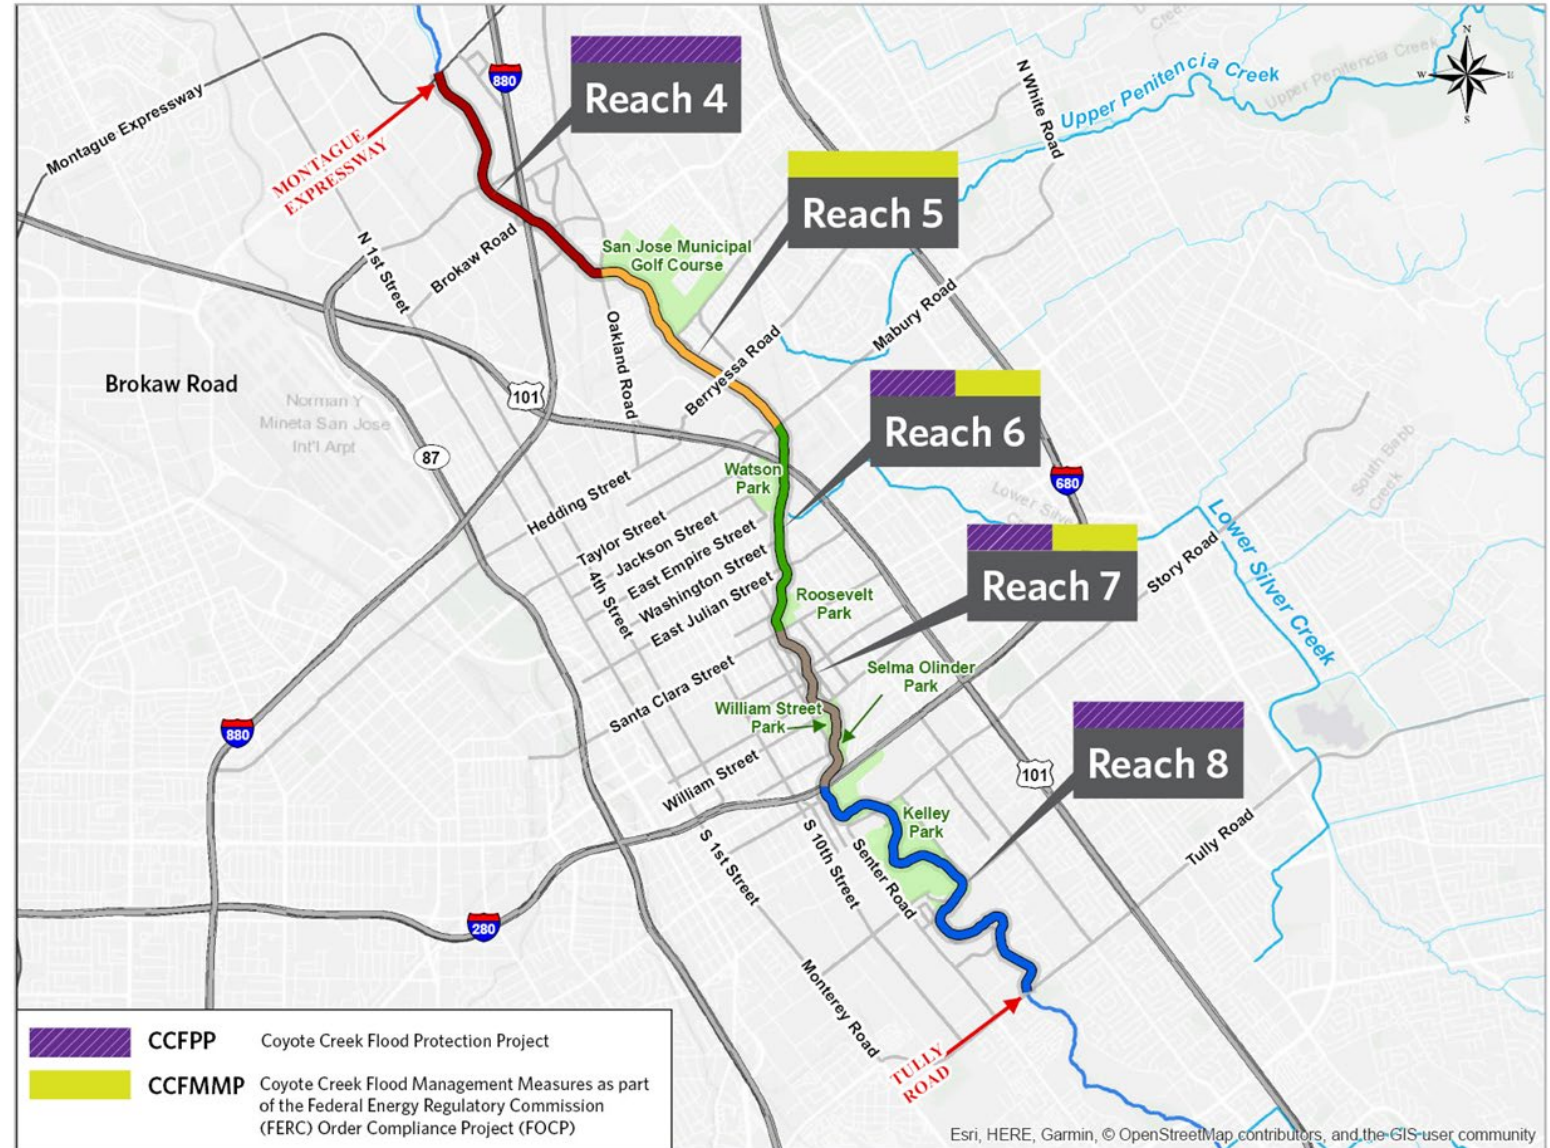 Montague Expressway
880
Reach 4
N White Road
Upper Penitencia Creek
Upper Penitencia Creek
N
W
E
S
MONTAGUE
EXPRESSWAY
Reach 5
N 1st Street
Brokaw Road
San Jose Municipal
Golf Course
Oakland Road
Berryessa Road
Mabury Road
Brokaw Road
Norman Y
Mineta San Jose
Int'l Arpt
101
87
Reach 6
Watson
Park
680
Lower Silver
South Babb
Creek
Hedding Street
Taylor Street
Jackson Street
East Empire Street
Washington Street
East Julian Street
4th Street
Reach 7
Story Road
Lower Silver Creek
Roosevelt
Park
Santa Clara Street
Selma Olinder
Park
William Street
Park
880
William Street
Reach 8
101
Kelley
Park
Tully Road
S 1st Street
S 10th Street
Senter Road
280
Monterey Road
TULLY
ROAD
CCFPP Coyote Creek Flood Protection Project
CCFMMP Coyote Creek Flood Management Measures as part
of the Federal Energy Regulatory Commission
(FERC) Order Compliance Project (FOCP)
Esri, HERE, Garmin, © OpenStreetMap contributors, and the GIS user community